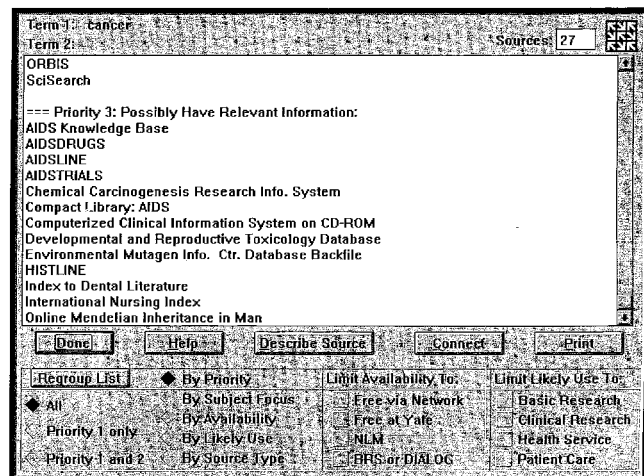 Term 1: cancer
Term 2:
Sources: 27
ORBIS
SciSearch
=== Priority 3: Possibly Have Relevant Information:
AIDS Knowledge Base
AIDSDRUGS
AIDSLINE
AIDSTRIALS
Chemical Carcinogenesis Research Info. System
Compact Library: AIDS
Computerized Clinical Information System on CD-ROM
Developmental and Reproductive Toxicology Database
Environmental Mutagen Info. Ctr. Database Backfile
HISTLINE
Index to Dental Literature
International Nursing Index
Online Mendelian Inheritance in Man
Done Help Describe Source Connect Print
Regroup List By Priority Limit Availability To: Limit Likely Use To:
All By Subject Focus Free via Network Basic Research
Priority 1 only By Availability Free at Yale Clinical Research
By Likely Use NLM Health Service
Priority 1 and 2 By Source Type BRS or DIALOG Patient Care